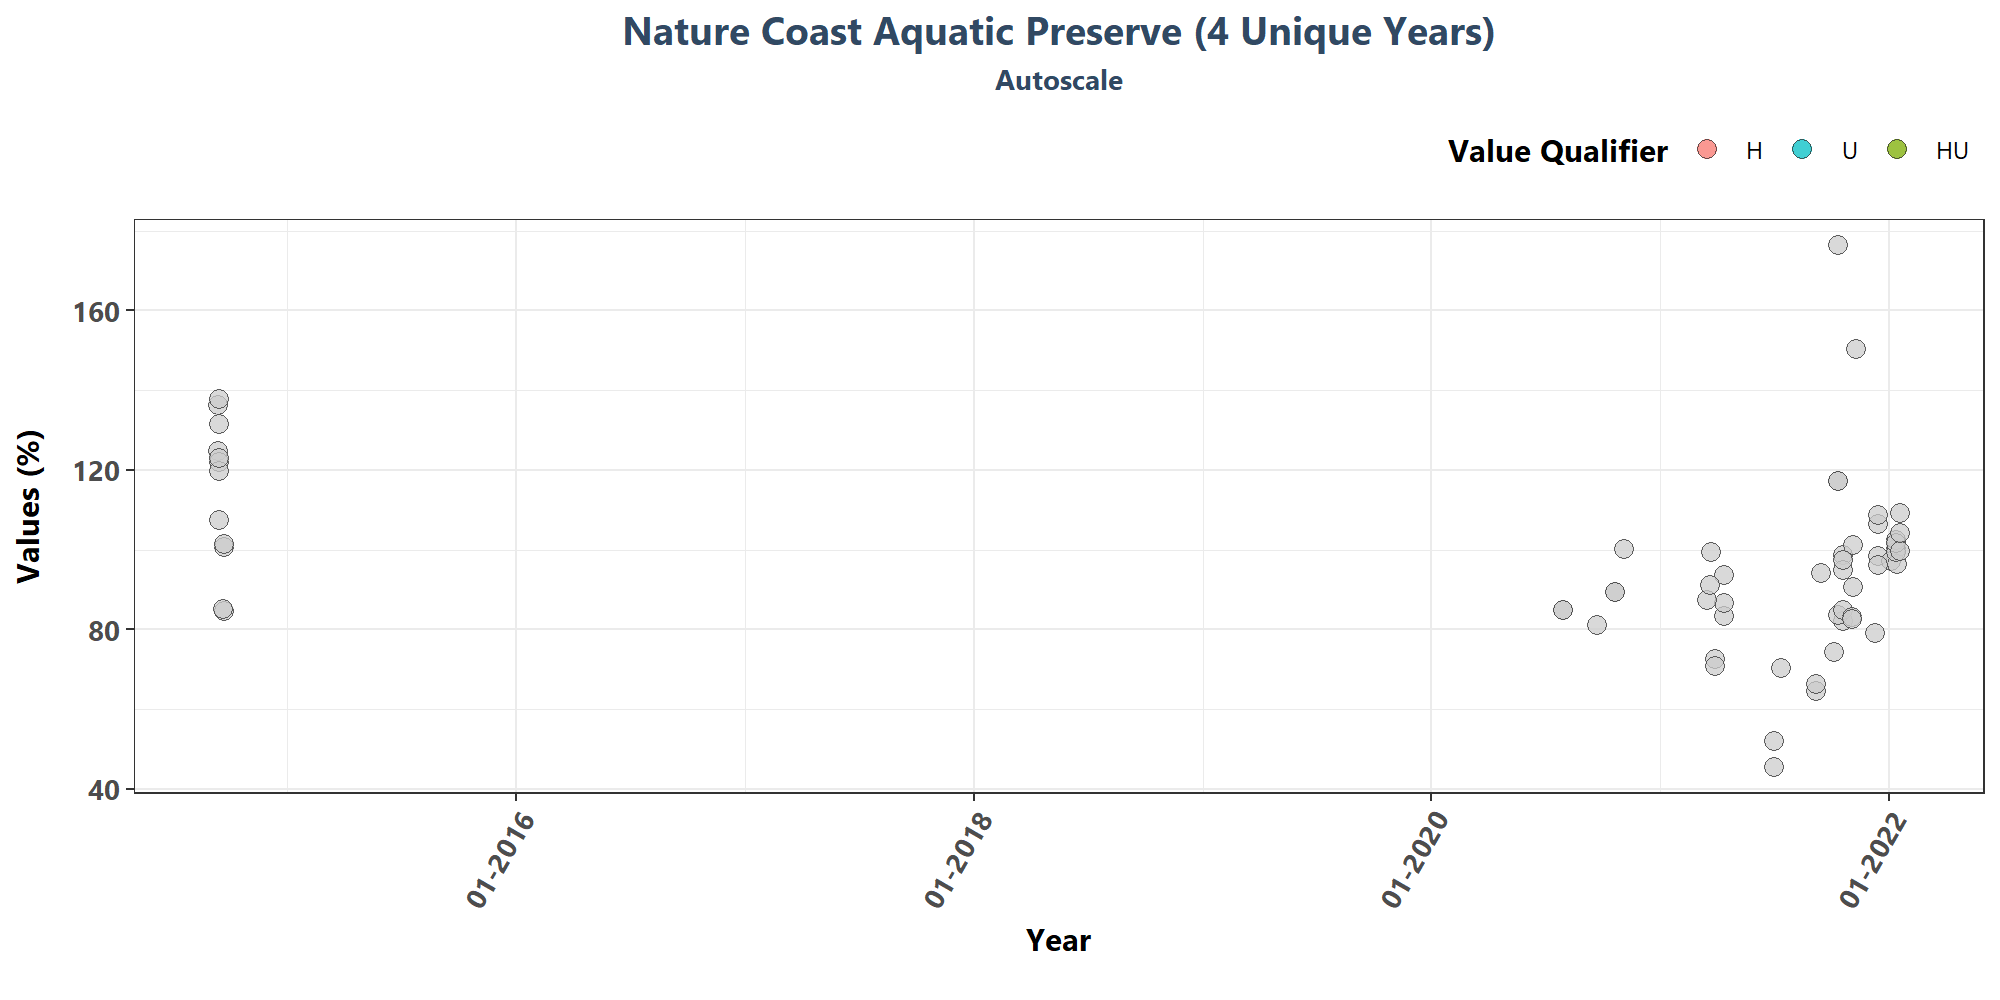 Nature Coast Aquatic Preserve (4 Unique Years)
Autoscale
Value Qualifier H U HU
Values (%)
160
120
80
40
01-2016
01-2018
01-2020
01-2022
Year